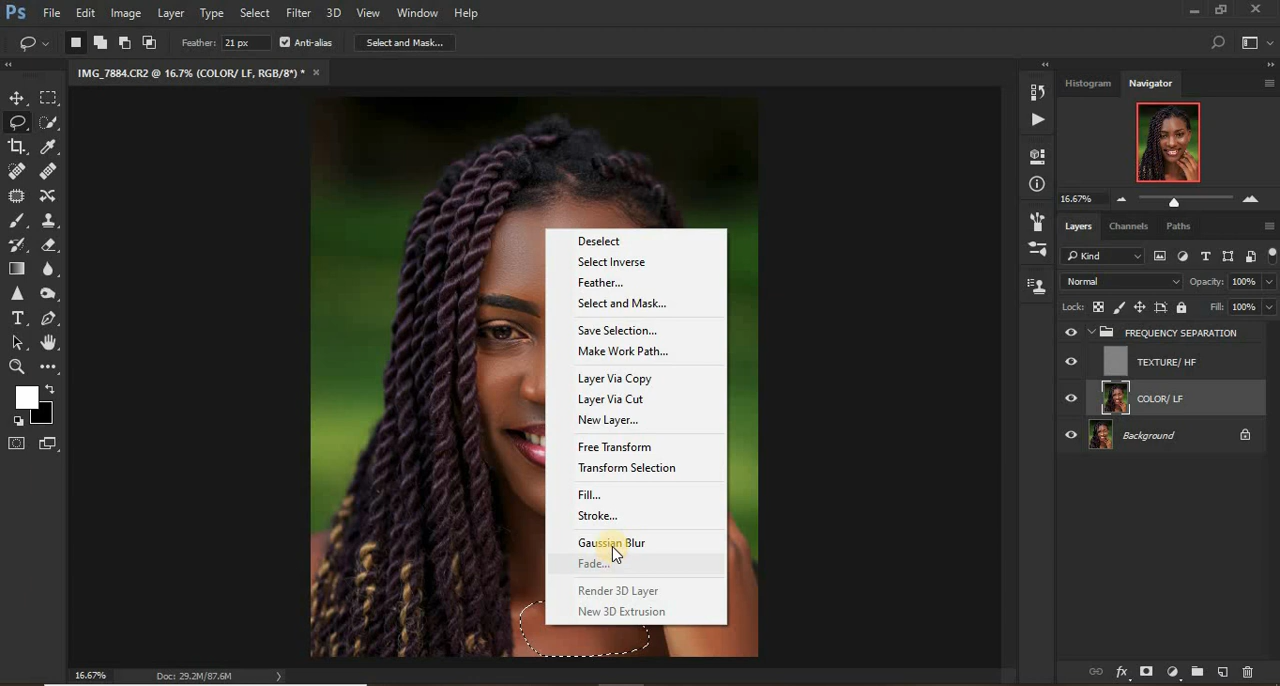 Ps File Edit Image Layer Type Select Filter 3D View Window Help
Feather: 21 px Anti-alias Select and Mask...
IMG_7884.CR2 @ 16.7% (COLOR/ LF, RGB/8*) *
Histogram Navigator
16.67%
Layers Channels Paths
Kind
Normal Opacity: 100%
Lock: Fill: 100%
FREQUENCY SEPARATION
TEXTURE/ HF
COLOR/ LF
Background
Deselect
Select Inverse
Feather...
Select and Mask...
Save Selection...
Make Work Path...
Layer Via Copy
Layer Via Cut
New Layer...
Free Transform
Transform Selection
Fill...
Stroke...
Gaussian Blur
Fade...
Render 3D Layer
New 3D Extrusion
16.67% Doc: 29.2M/87.6M